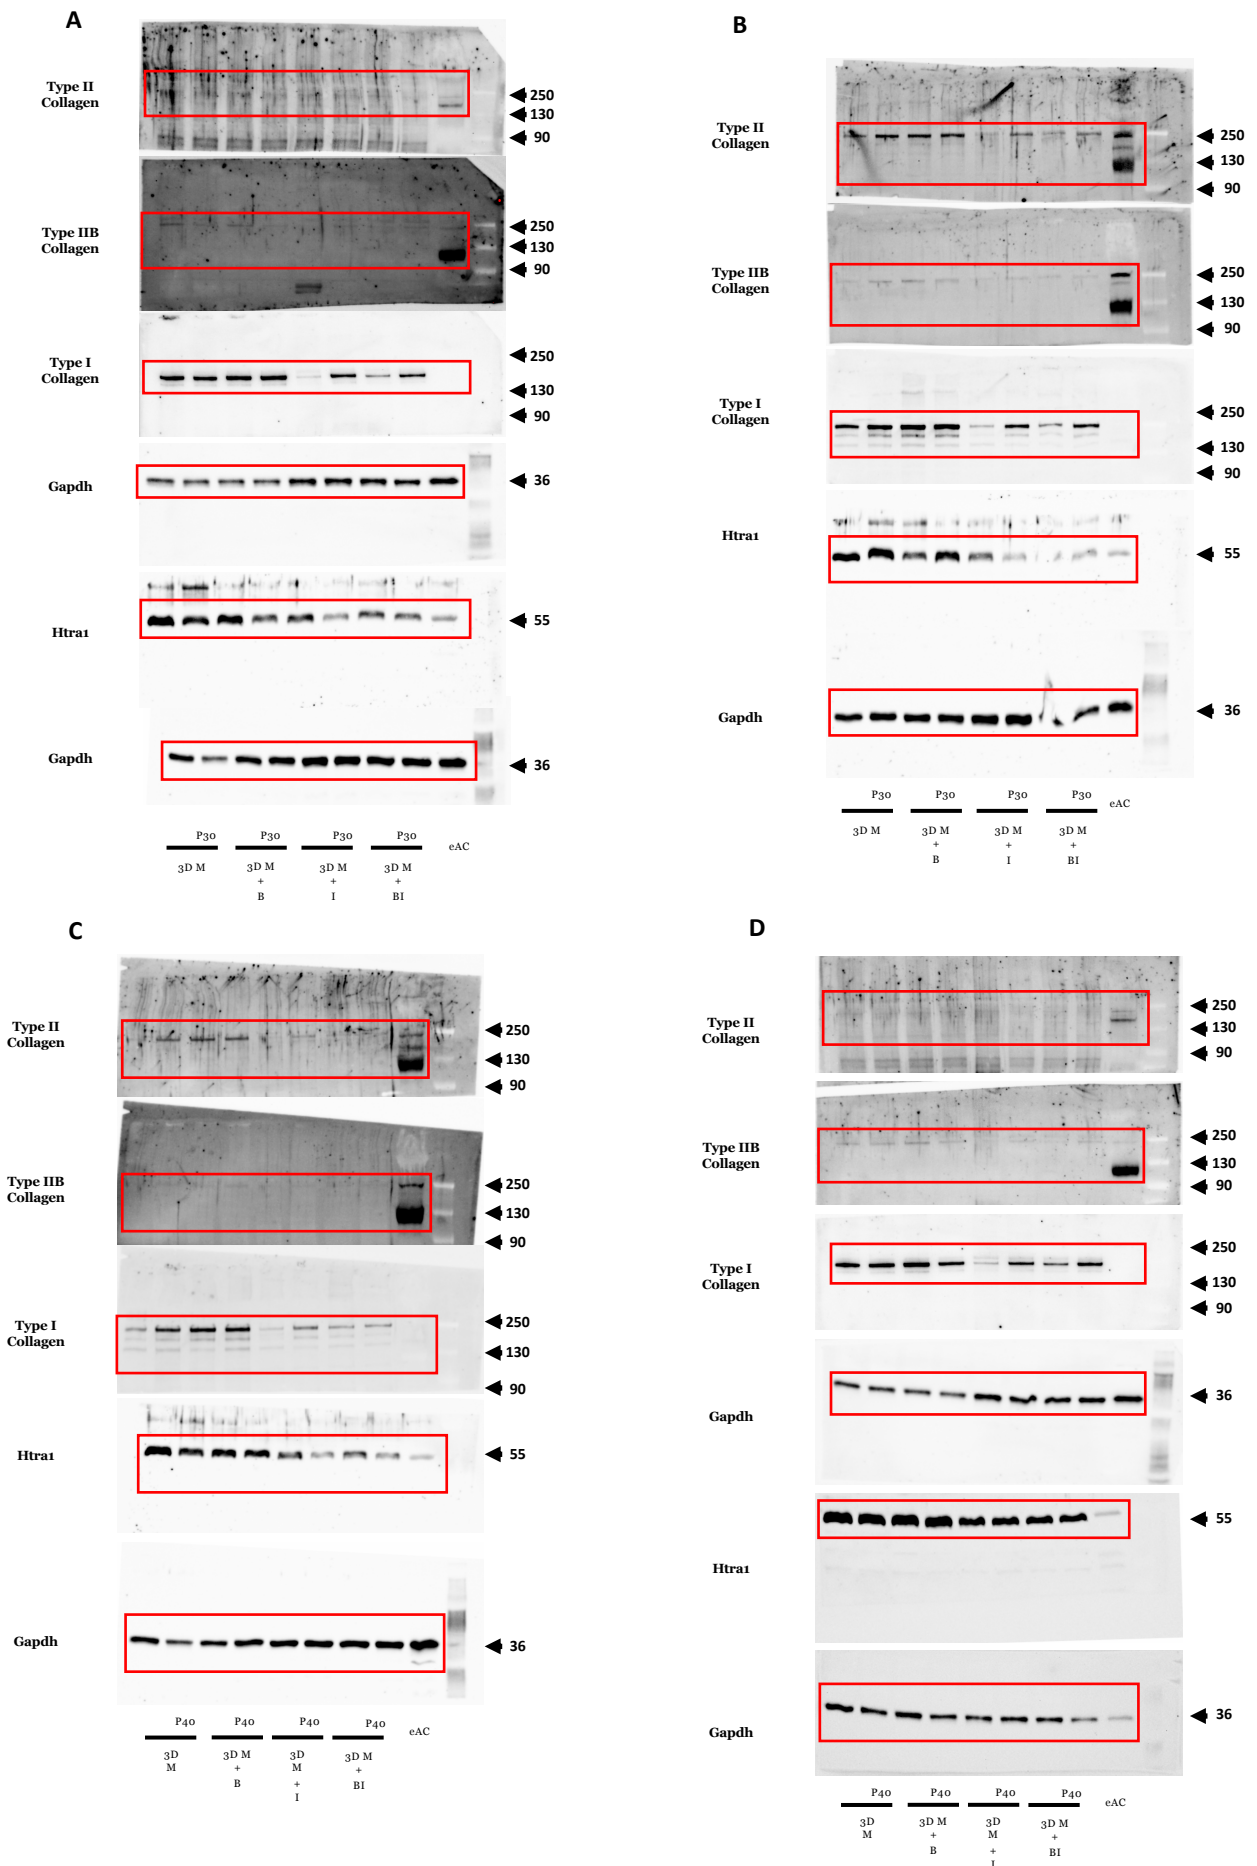 A
Type II
Collagen
250
130
90
Type IIB
Collagen
250
130
90
Type I
Collagen
250
130
90
Gapdh
36
Htra1
55
Gapdh
36
P30 P30 P30 P30
eAC
3D M 3D M 3D M 3D M
+ + +
B I BI
B
Type II
Collagen
250
130
90
Type IIB
Collagen
250
130
90
Type I
Collagen
250
130
90
Htra1
55
Gapdh
36
P30 P30 P30 P30 eAC
3D M 3D M 3D M 3D M
+ + +
B I BI
C
Type II
Collagen
250
130
90
Type IIB
Collagen
250
130
90
Type I
Collagen
250
130
90
Htra1
55
Gapdh
36
P40 P40 P40 P40 eAC
3D 3D M 3D 3D M
M + M +
B + BI
I
D
Type II
Collagen
250
130
90
Type IIB
Collagen
250
130
90
Type I
Collagen
250
130
90
Gapdh
36
Htra1
55
Gapdh
36
P40 P40 P40 P40 eAC
3D 3D M 3D 3D M
M + M +
B + BI
I